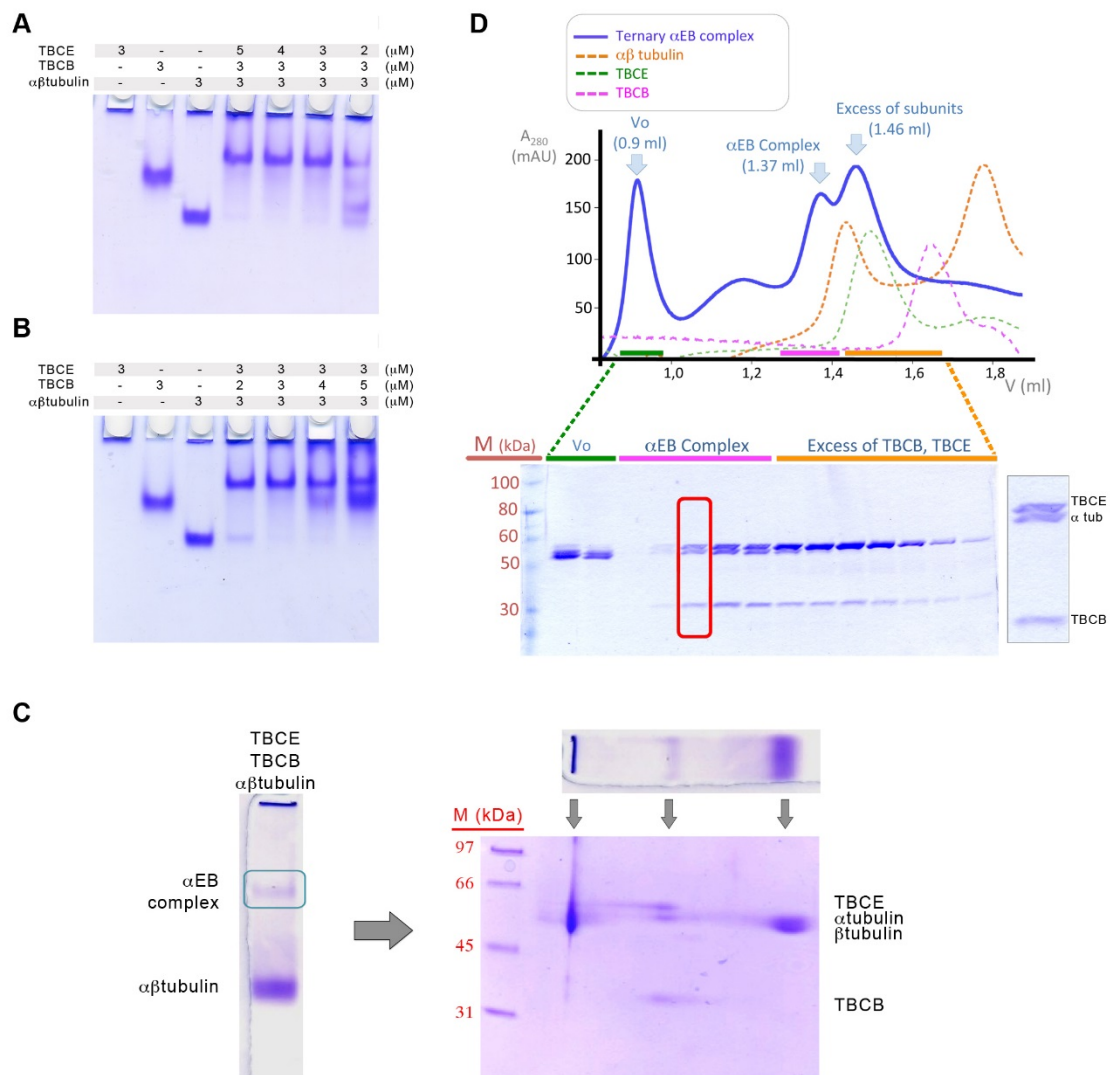 A
TBCE 3 - - 5 4 3 2 (μM)
TBCB - 3 - 3 3 3 3 (μM)
αβtubulin - - 3 3 3 3 3 (μM)
B
TBCE 3 - - 3 3 3 3 (μM)
TBCB - 3 - 2 3 4 5 (μM)
αβtubulin - - 3 3 3 3 3 (μM)
D
Ternary αEB complex
αβ tubulin
TBCE
TBCB
A280
(mAU)
Vo
(0.9 ml)
αEB Complex
(1.37 ml)
Excess of subunits
(1.46 ml)
200
150
100
50
1,0
1,2
1,4
1,6
1,8
V (ml)
M (kDa)
Vo
αEB Complex
Excess of TBCB, TBCE
100
80
60
50
30
TBCE
α tub
TBCB
C
TBCE
TBCB
αβtubulin
αEB
complex
αβtubulin
M (kDa)
97
66
45
31
TBCE
αtubulin
βtubulin
TBCB